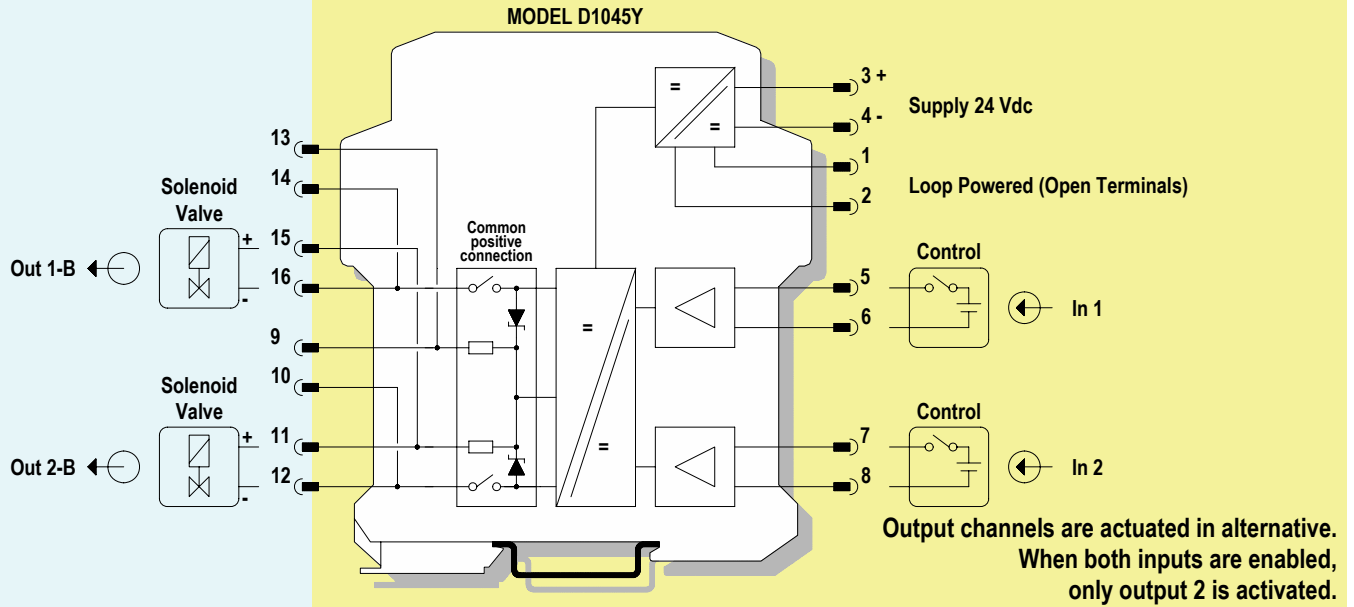 MODEL D1045Y
3 +
Supply 24 Vdc
4 -
1
Loop Powered (Open Terminals)
2
13
14
Solenoid
Valve
+
15
Out 1-B
16
-
9
10
Solenoid
Valve
+
11
Out 2-B
12
-
Common
positive
connection
=
=
=
=
Control
5
In 1
6
Control
7
In 2
8
Output channels are actuated in alternative.
When both inputs are enabled,
only output 2 is activated.